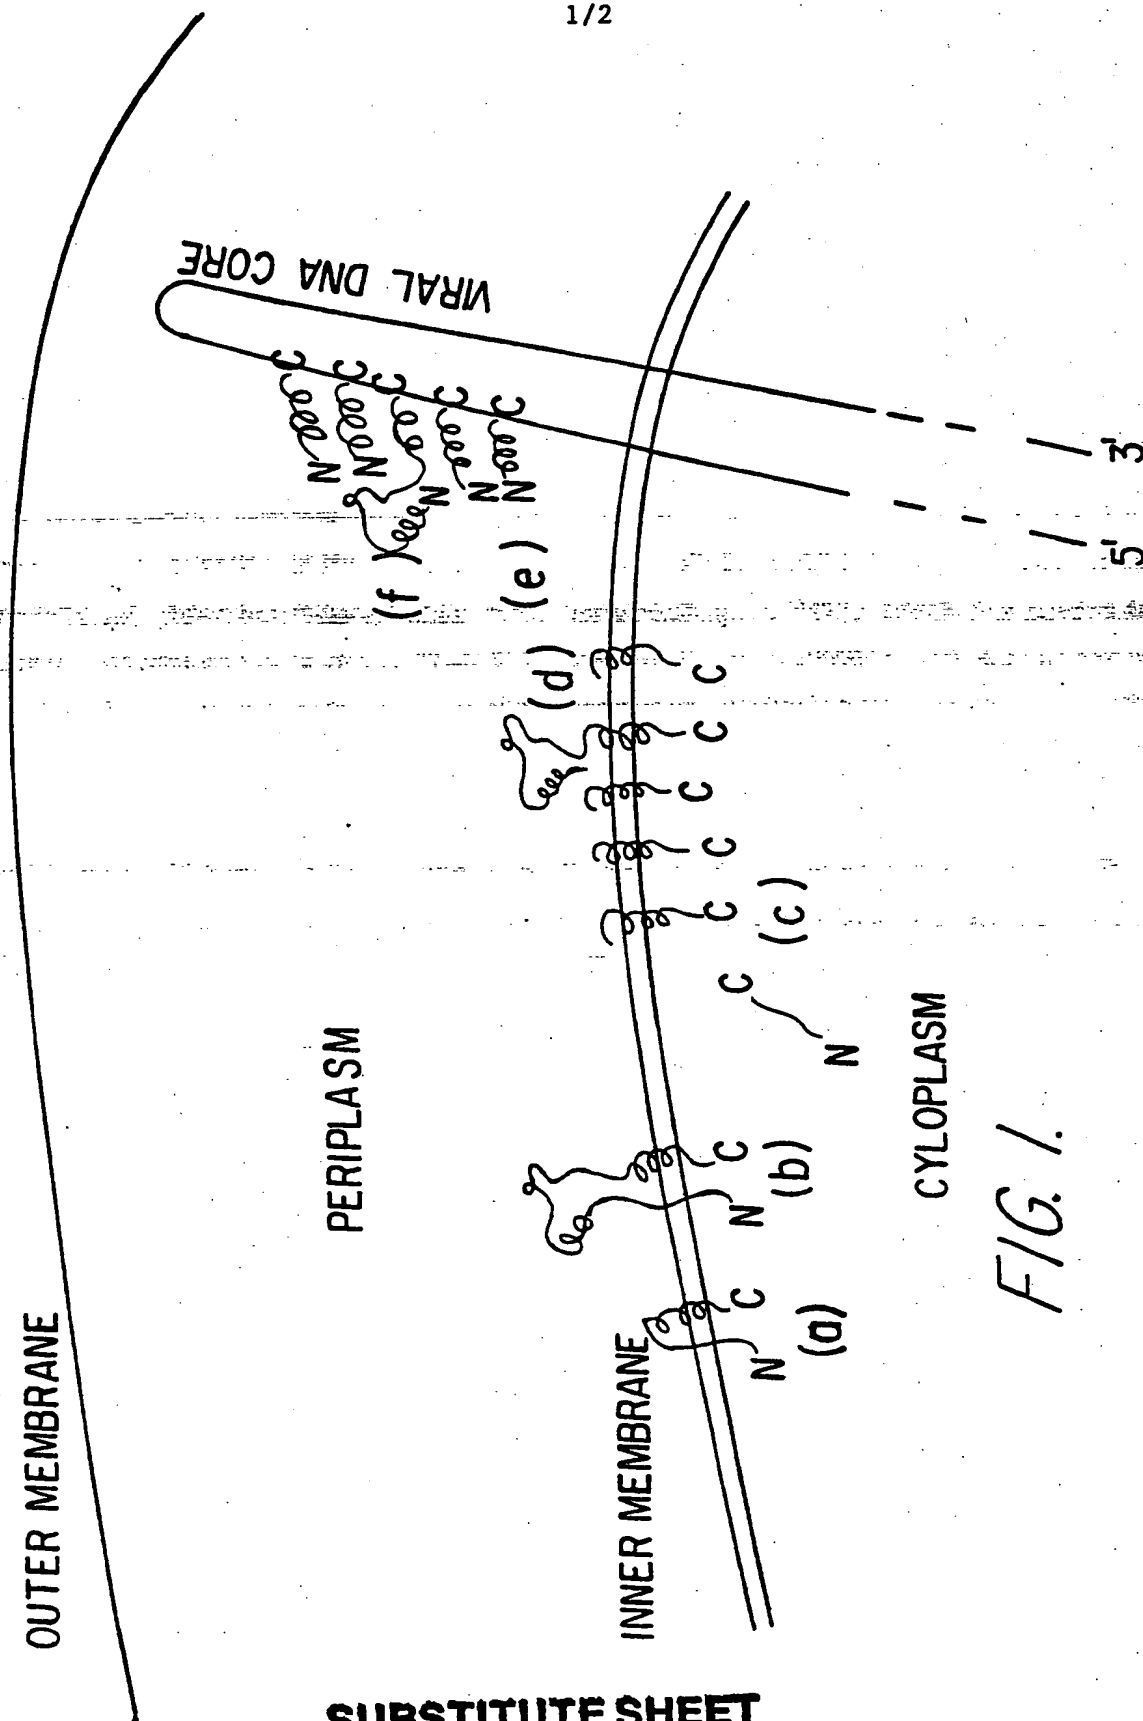 1/2
OUTER MEMBRANE
VIRAL DNA CORE
C
C
C
C
C
N
N
N
N
N
(f)
(e)
PERIPLASM
(d)
INNER MEMBRANE
C
C
C
C
C
(c)
C
N
C
N
(b)
C
N
(a)
3'
5'
CYLOPLASM
FIG. 1.
SUBSTITUTE SHEET